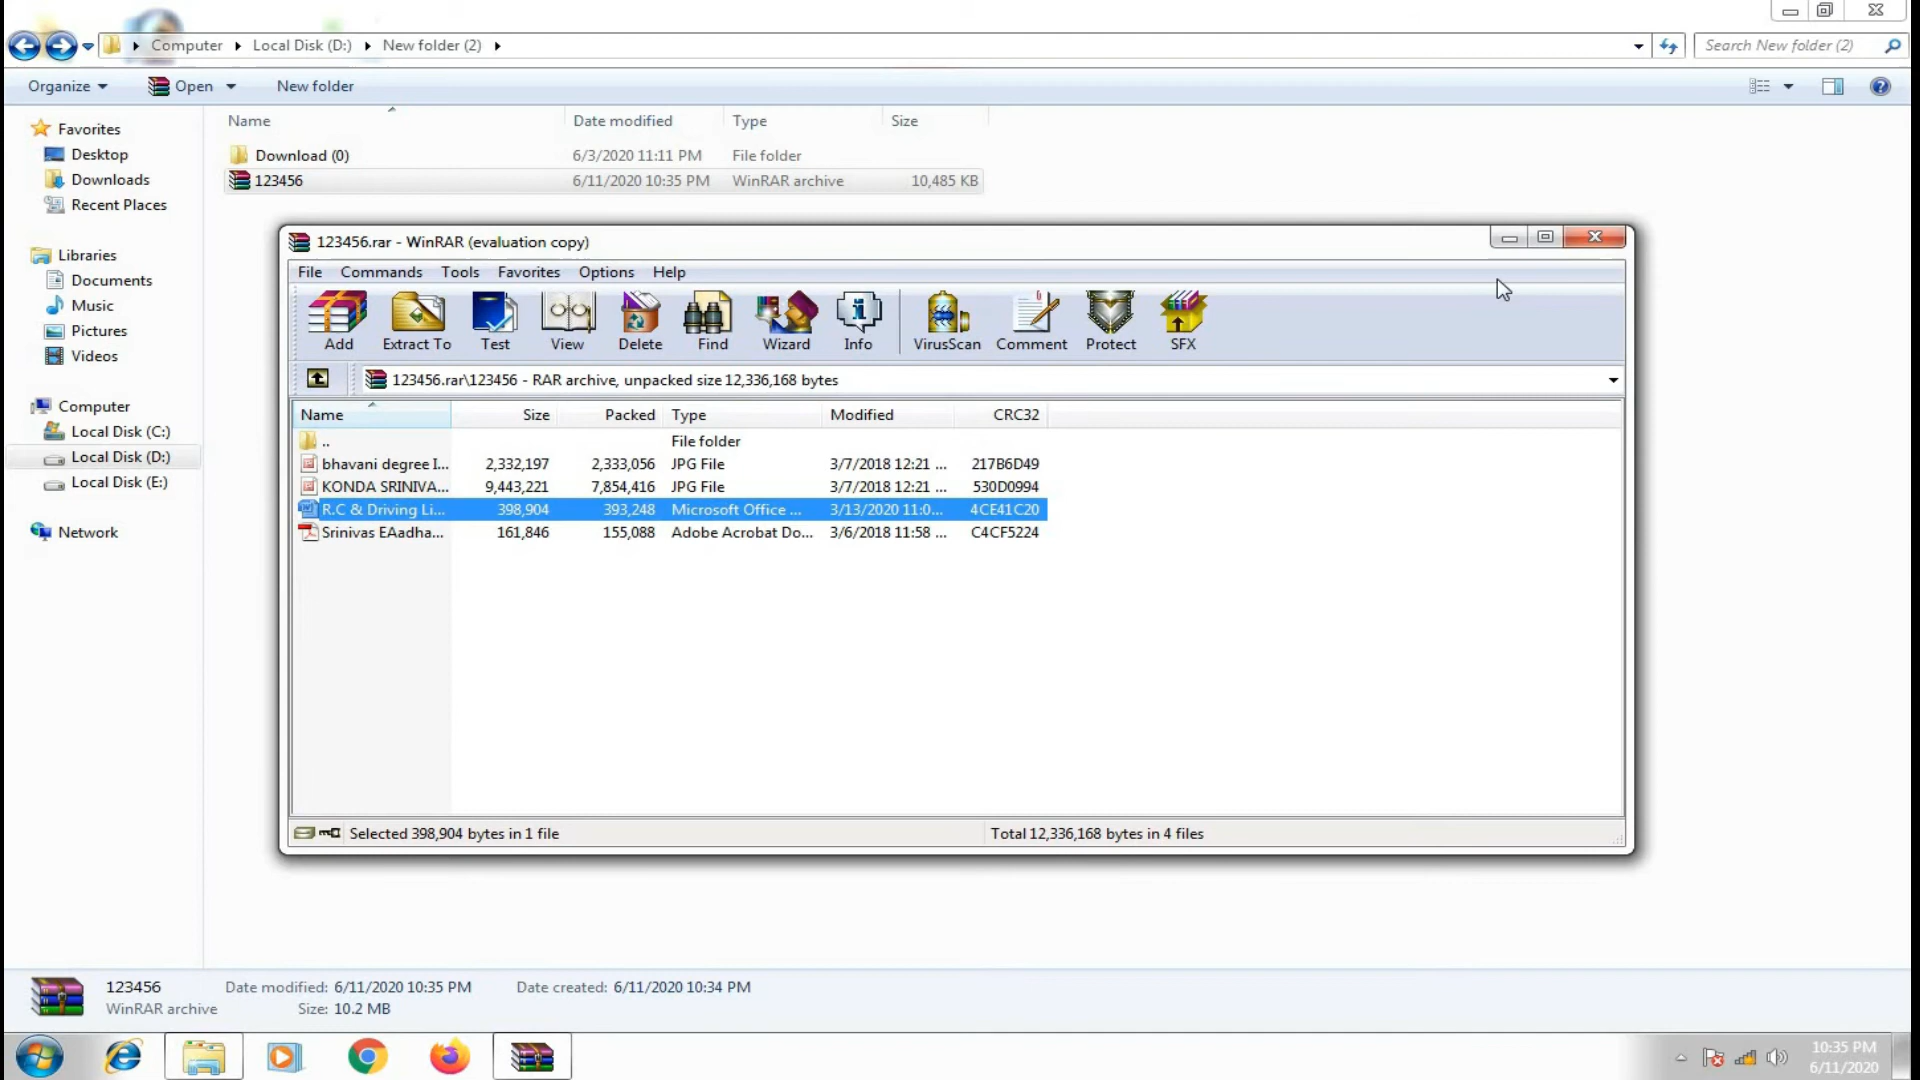 Computer Local Disk (D:) New folder (2)
Search New folder (2)
Organize Open New folder
Name Date modified Type Size
Download (0) 6/3/2020 11:11 PM File folder
123456 6/11/2020 10:35 PM WinRAR archive 10,485 KB
Favorites
Desktop
Downloads
Recent Places
Libraries
Documents
Music
Pictures
Videos
Computer
Local Disk (C:)
Local Disk (D:)
Local Disk (E:)
Network
123456.rar - WinRAR (evaluation copy)
File Commands Tools Favorites Options Help
Add Extract To Test View Delete Find Wizard Info VirusScan Comment Protect SFX
123456.rar\123456 - RAR archive, unpacked size 12,336,168 bytes
Name Size Packed Type Modified CRC32
.. File folder
bhavani degree I... 2,332,197 2,333,056 JPG File 3/7/2018 12:21 ... 217B6D49
KONDA SRINIVA... 9,443,221 7,854,416 JPG File 3/7/2018 12:21 ... 530D0994
R.C & Driving Li... 398,904 393,248 Microsoft Office ... 3/13/2020 11:0... 4CE41C20
Srinivas EAadha... 161,846 155,088 Adobe Acrobat Do... 3/6/2018 11:58 ... C4CF5224
Selected 398,904 bytes in 1 file Total 12,336,168 bytes in 4 files
123456 Date modified: 6/11/2020 10:35 PM Date created: 6/11/2020 10:34 PM
WinRAR archive Size: 10.2 MB
10:35 PM
6/11/2020